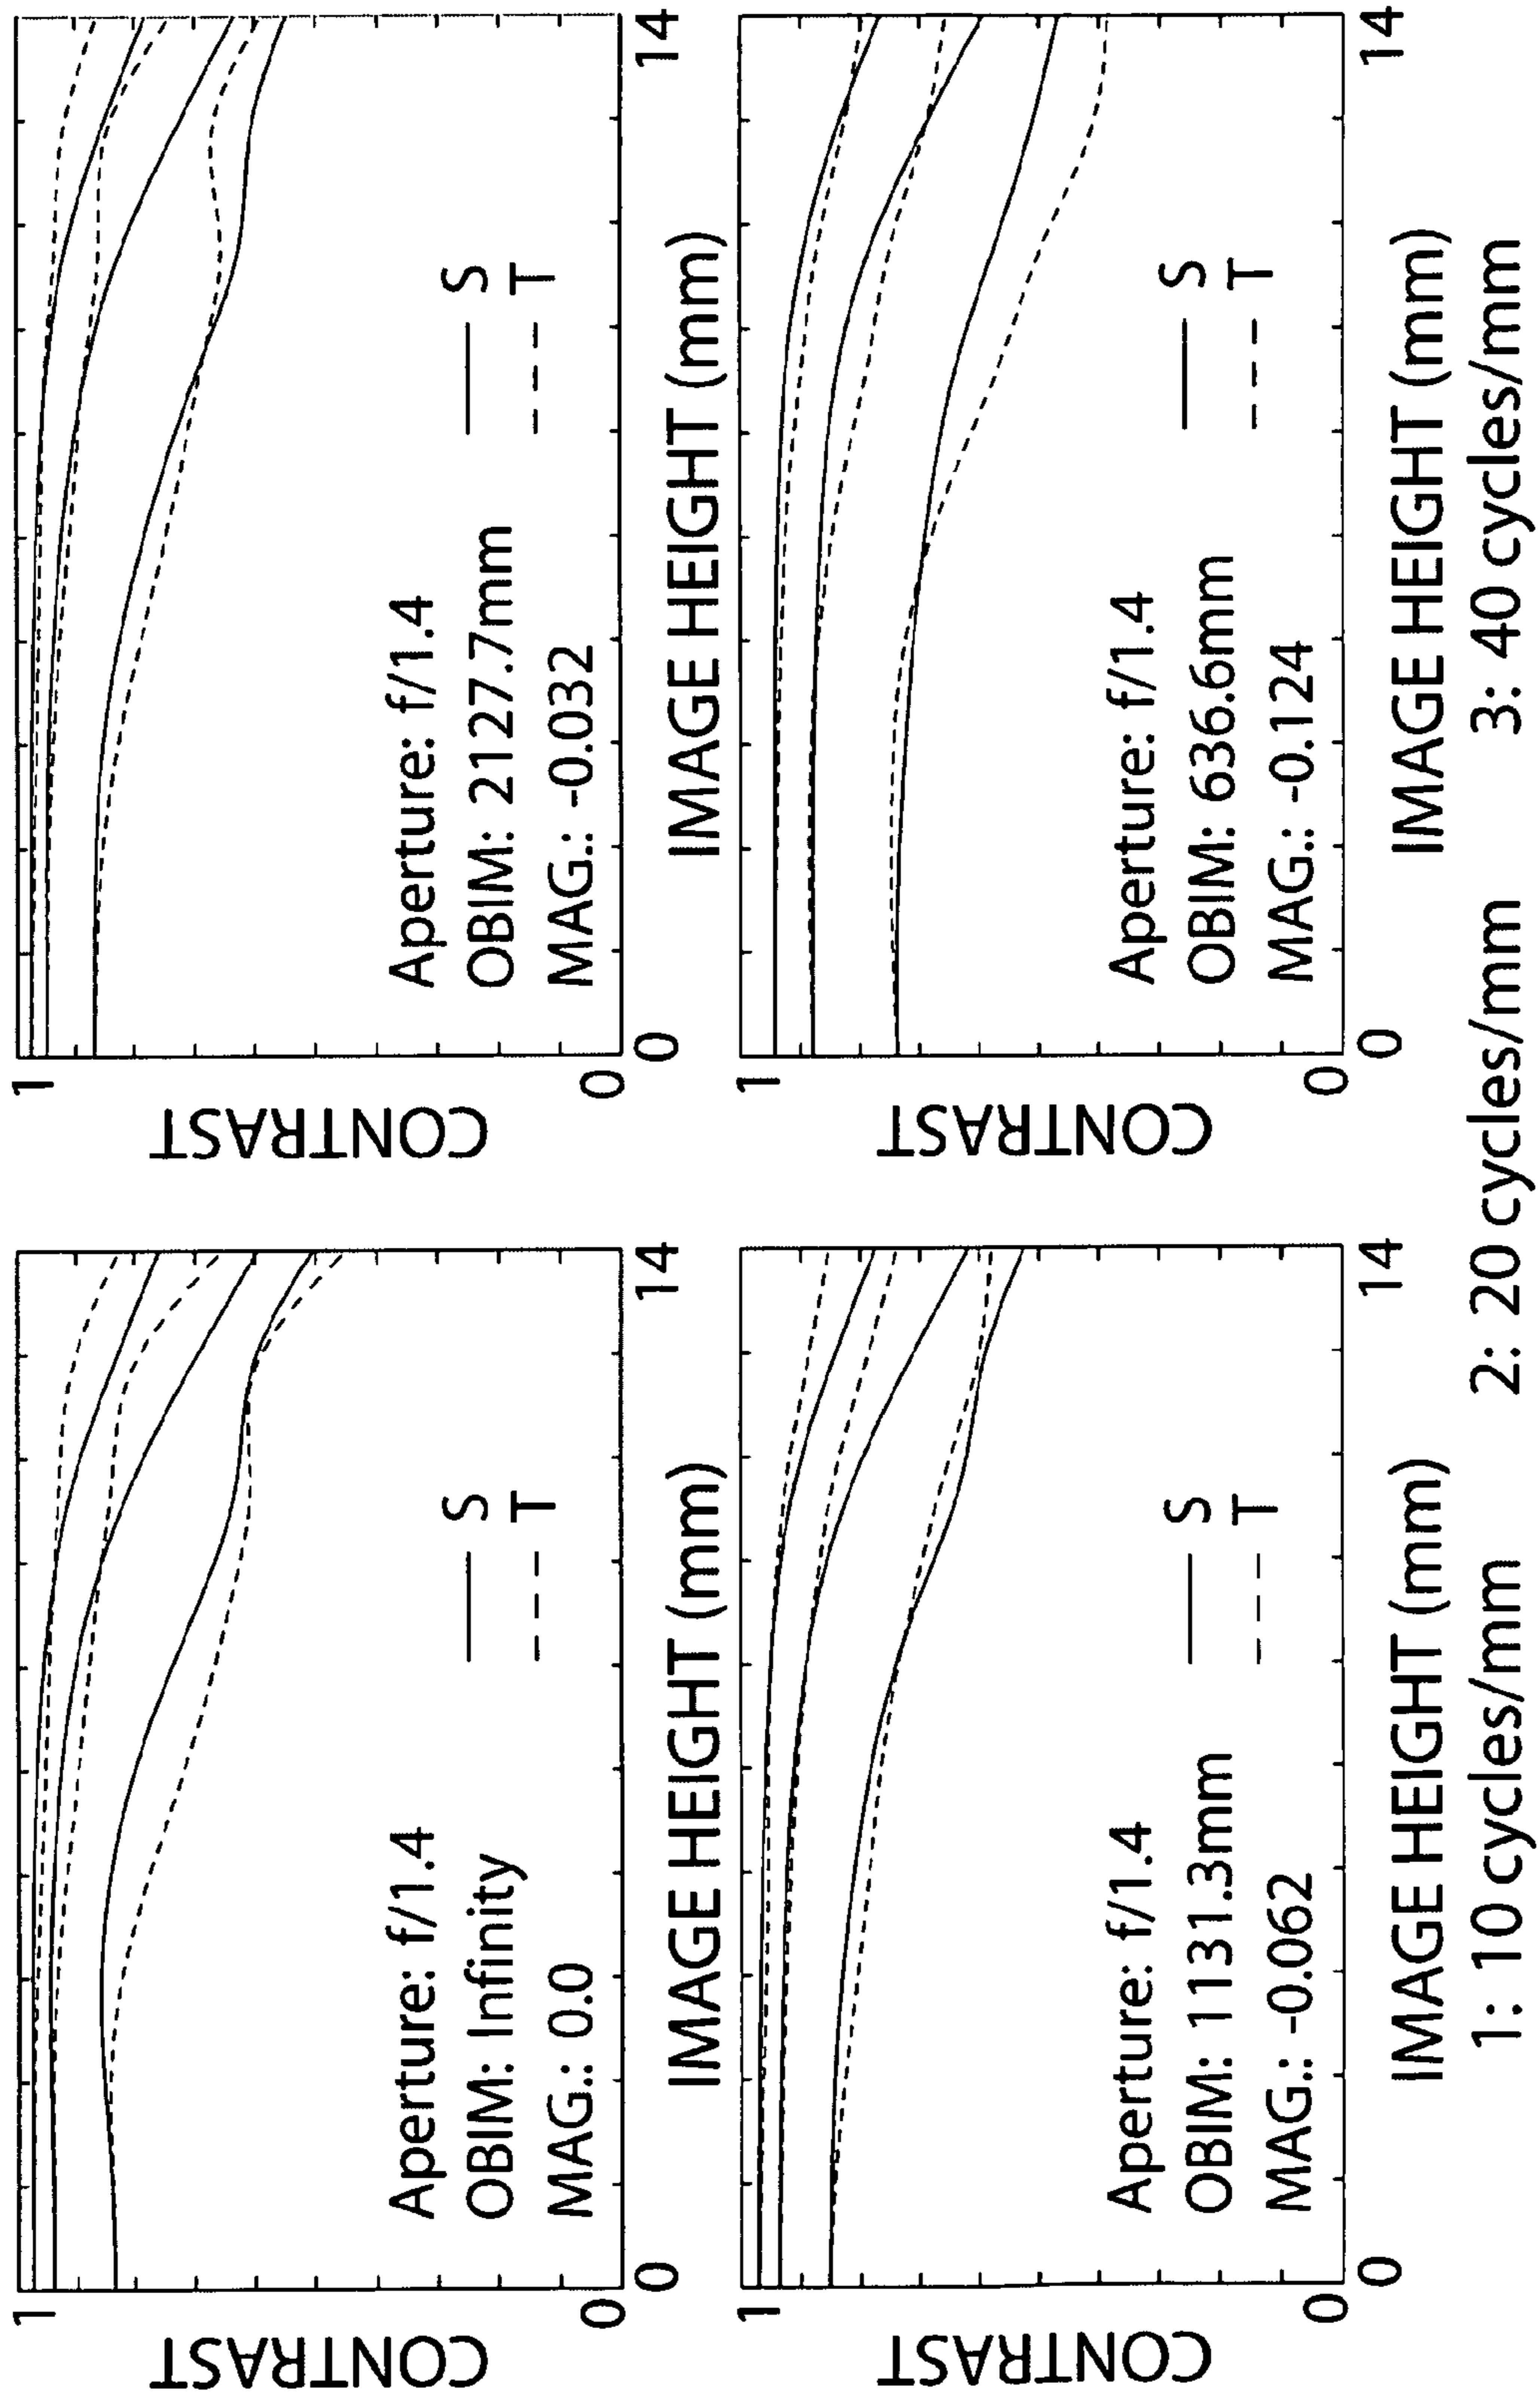 1
CONTRAST
0
Aperture: f/1.4
OBIM: Infinity
MAG.: 0.0
S
T
0
IMAGE HEIGHT (mm)
14
1
CONTRAST
0
Aperture: f/1.4
OBIM: 2127.7mm
MAG.: -0.032
S
T
0
IMAGE HEIGHT (mm)
14
1
CONTRAST
0
Aperture: f/1.4
OBIM: 1131.3mm
MAG.: -0.062
S
T
0
IMAGE HEIGHT (mm)
14
1
CONTRAST
0
Aperture: f/1.4
OBIM: 636.6mm
MAG.: -0.124
S
T
0
IMAGE HEIGHT (mm)
14
1: 10 cycles/mm 2: 20 cycles/mm 3: 40 cycles/mm